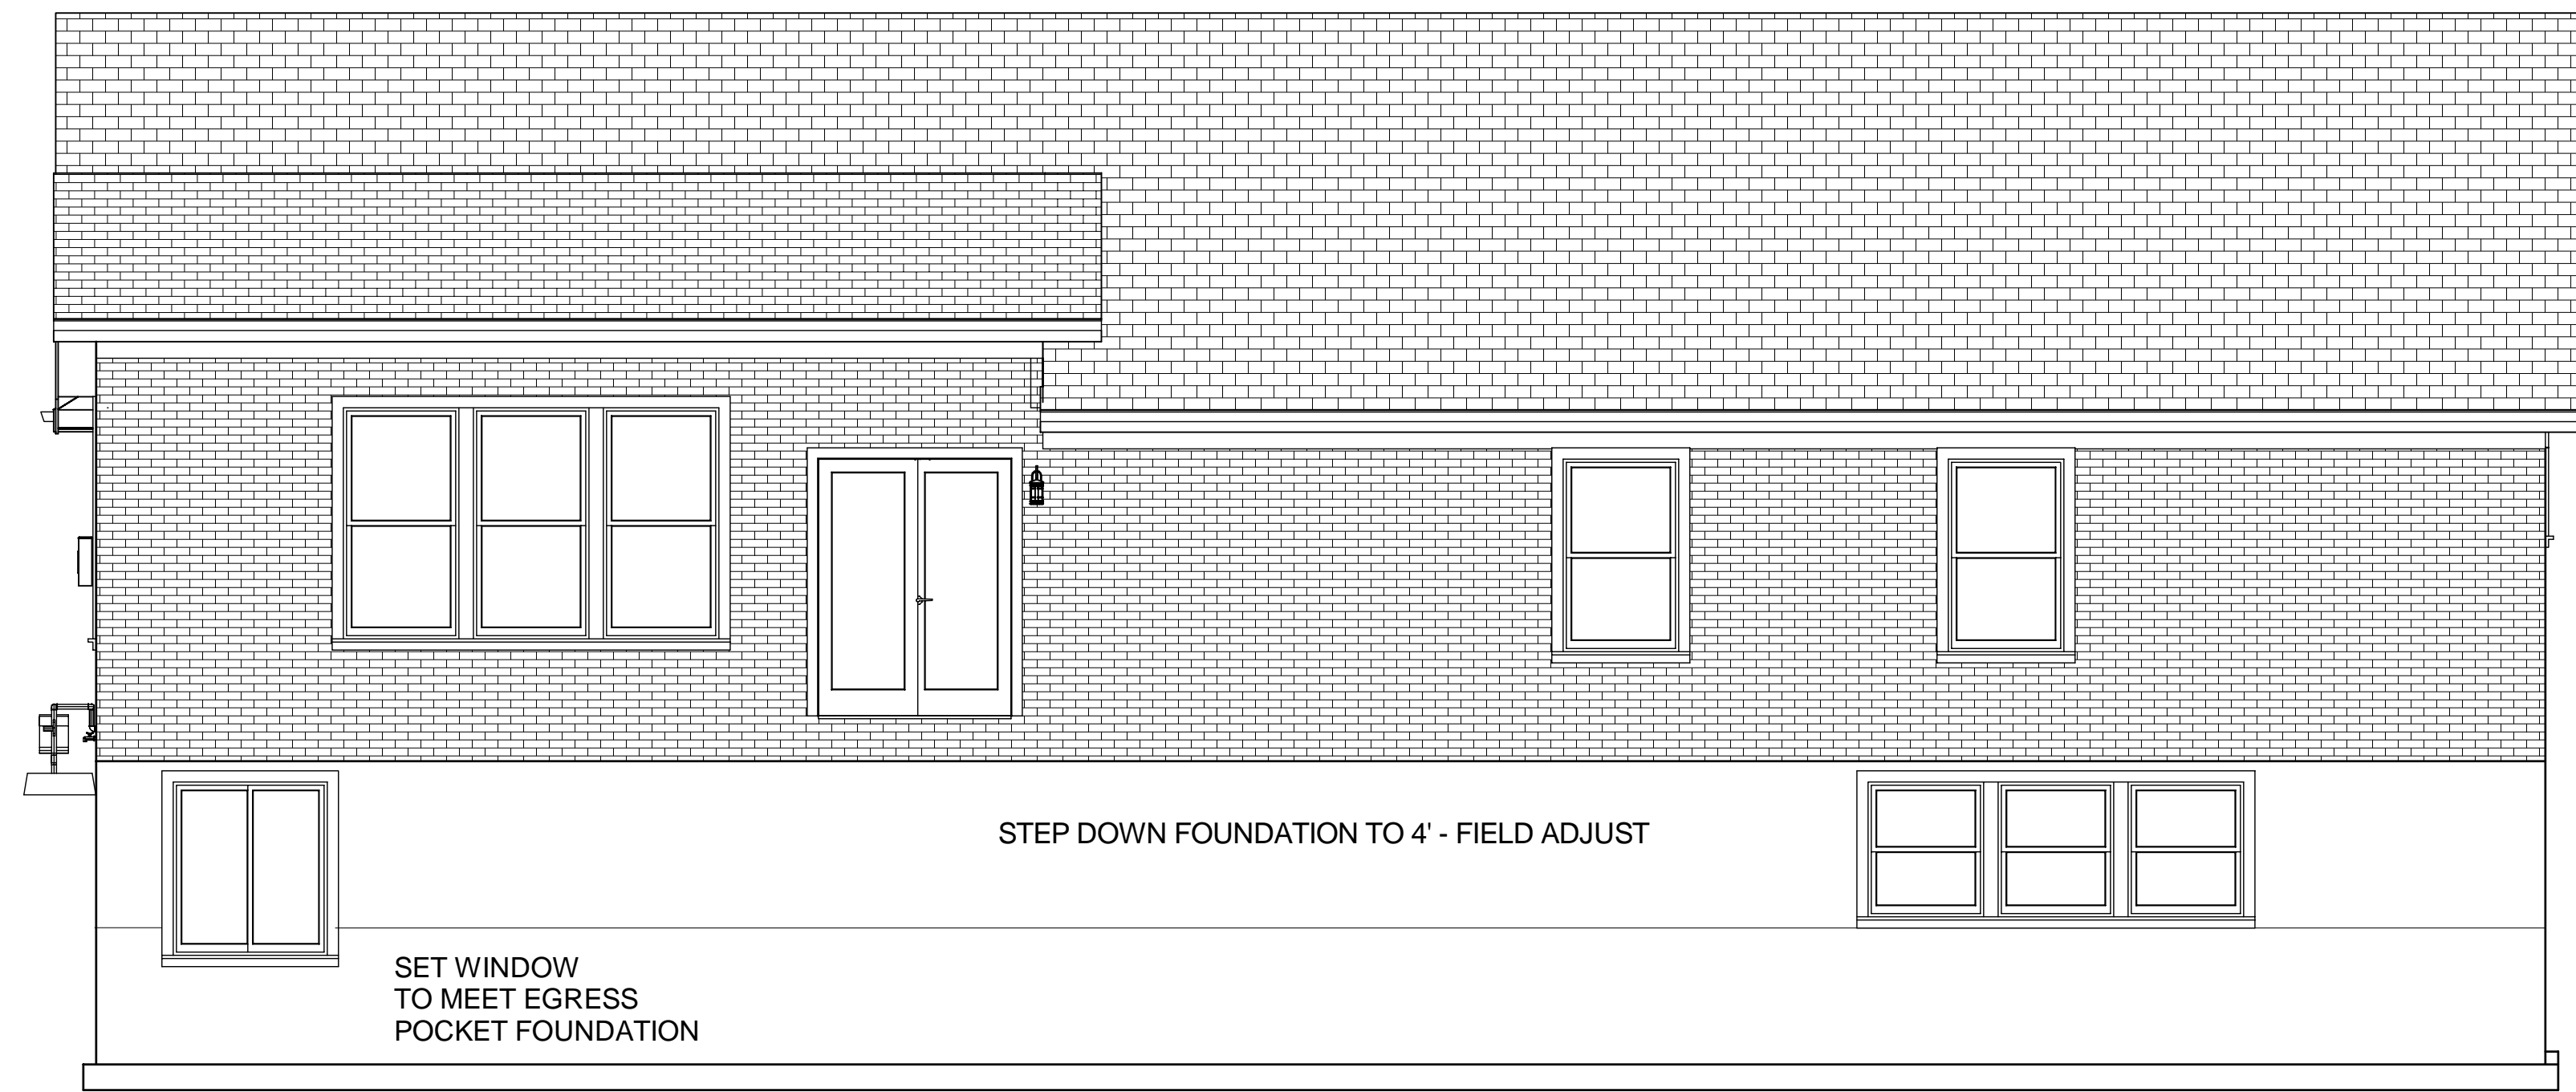 STEP DOWN FOUNDATION TO 4' - FIELD ADJUST
SET WINDOW
TO MEET EGRESS
POCKET FOUNDATION